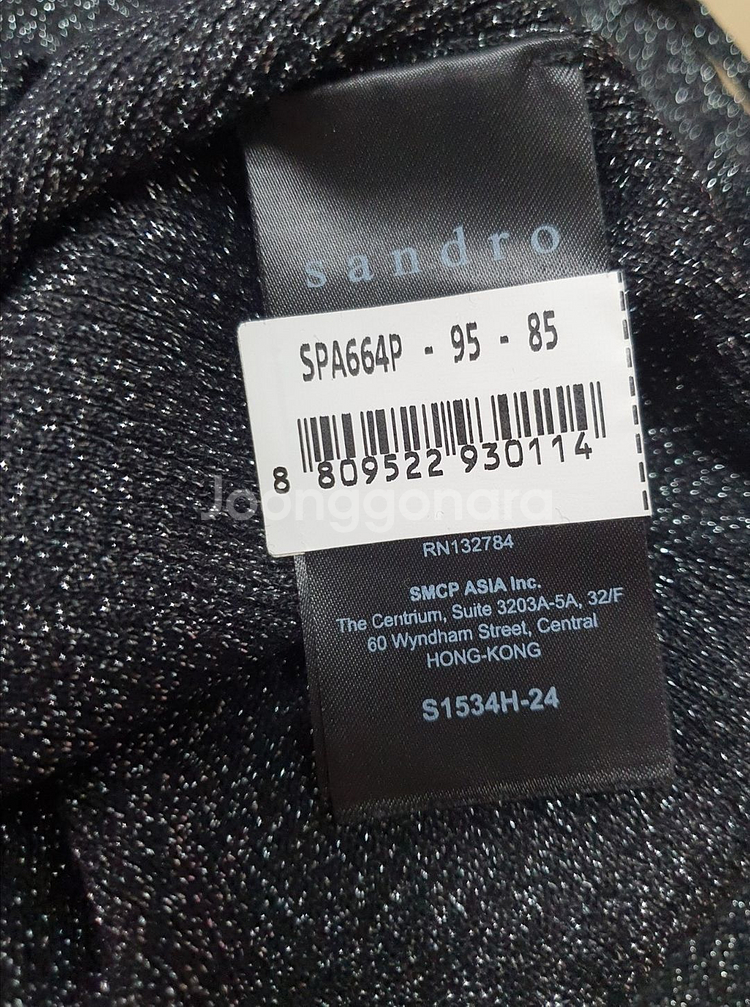 sandro
SPA664P - 95 - 85
8 809522 930114
Joonggonara
RN132784
SMCP ASIA Inc.
The Centrium, Suite 3203A-5A, 32/F
60 Wyndham Street, Central
HONG-KONG
S1534H-24